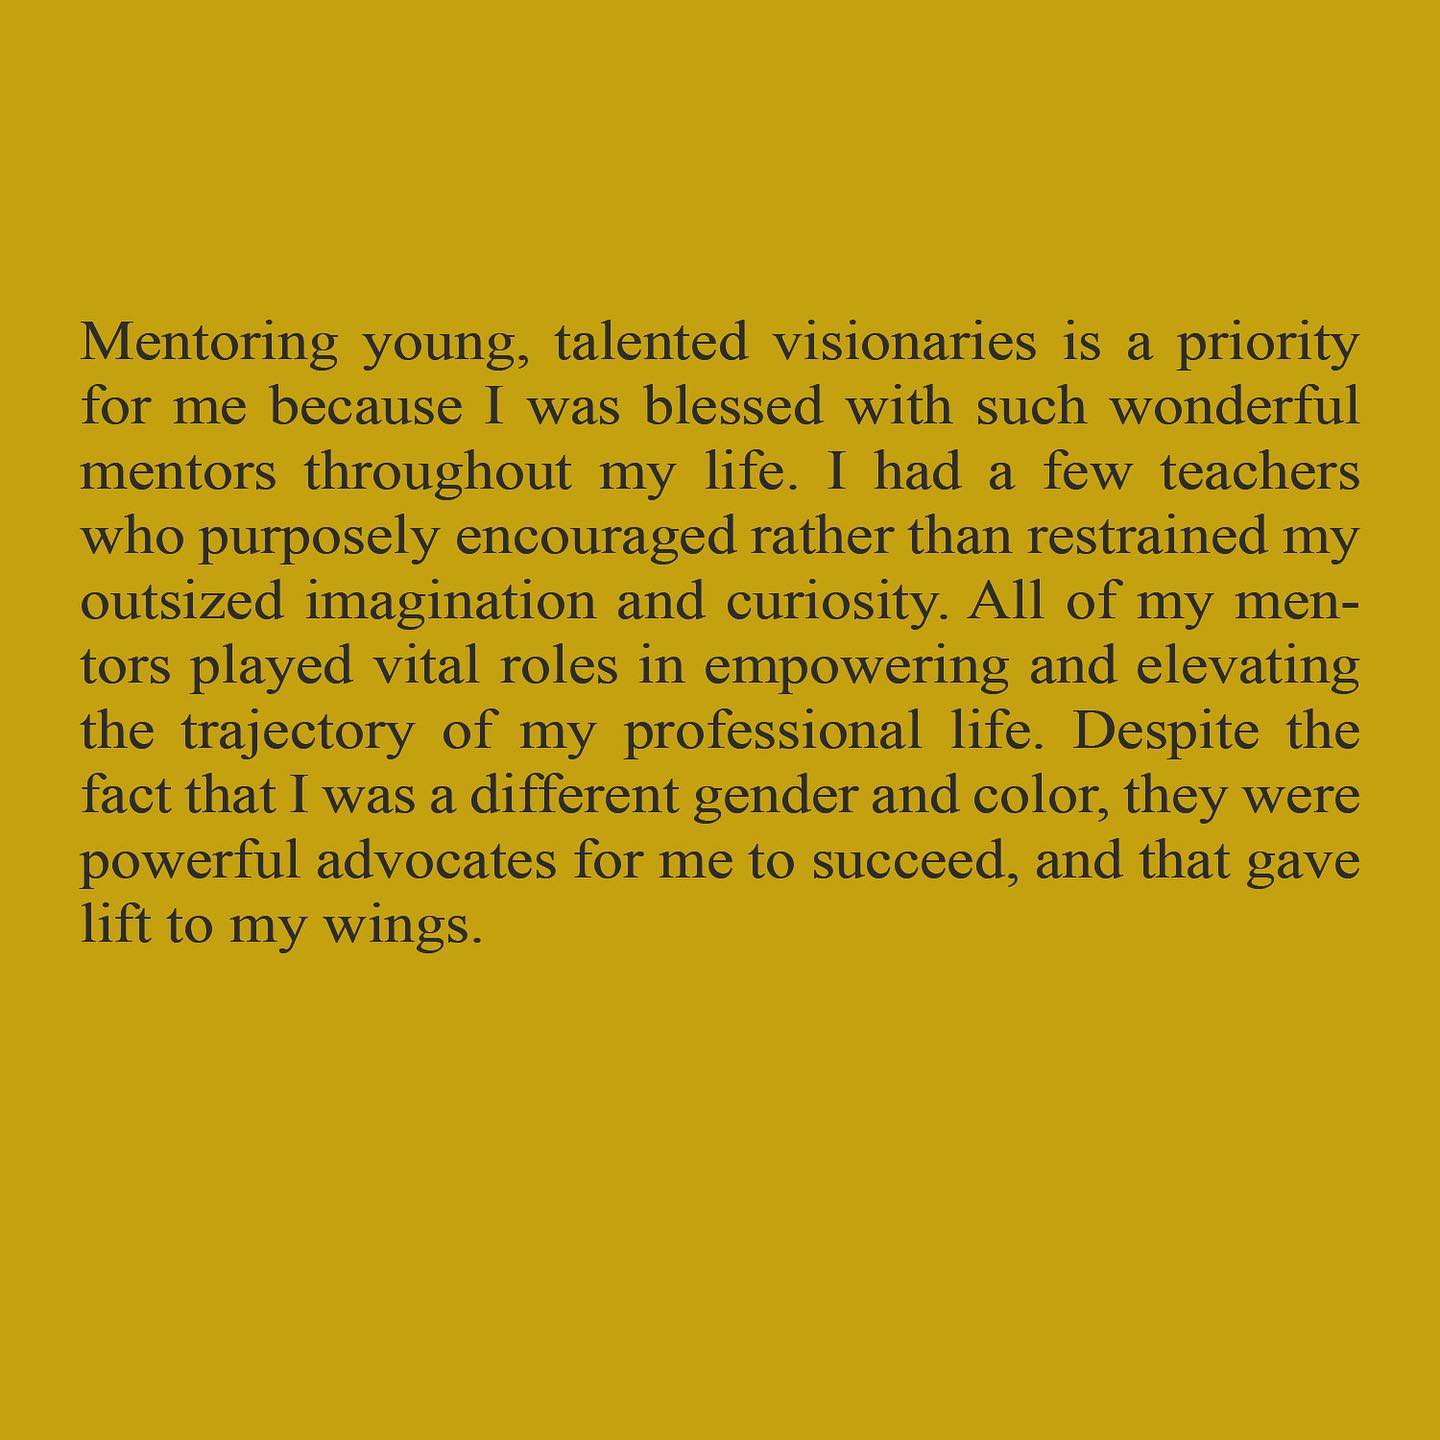 Mentoring young, talented visionaries is a priority
for me because I was blessed with such wonderful
mentors throughout my life. I had a few teachers
who purposely encouraged rather than restrained my
outsized imagination and curiosity. All of my men-
tors played vital roles in empowering and elevating
the trajectory of my professional life. Despite the
fact that I was a different gender and color, they were
powerful advocates for me to succeed, and that gave
lift to my wings.